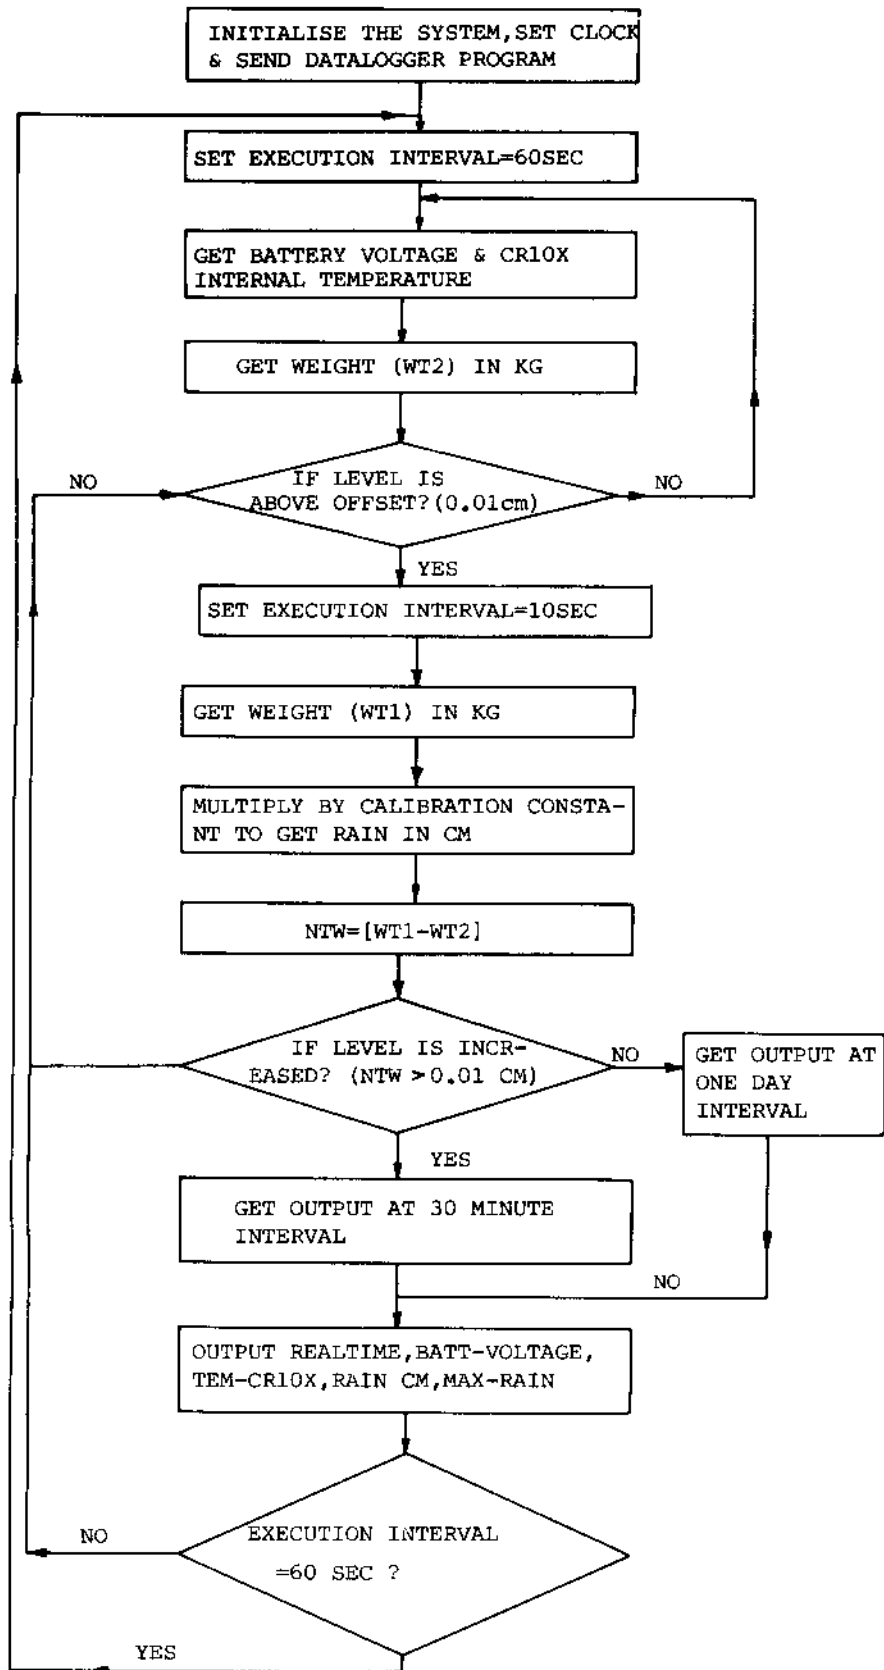 INITIALISE THE SYSTEM,SET CLOCK
& SEND DATALOGGER PROGRAM
SET EXECUTION INTERVAL=60SEC
GET BATTERY VOLTAGE & CR10X
INTERNAL TEMPERATURE
GET WEIGHT (WT2) IN KG
NO
IF LEVEL IS
ABOVE OFFSET?(0.01cm)
NO
YES
SET EXECUTION INTERVAL=10SEC
GET WEIGHT (WT1) IN KG
MULTIPLY BY CALIBRATION CONSTA-
NT TO GET RAIN IN CM
NTW=[WT1-WT2]
IF LEVEL IS INCR-
EASED? (NTW >0.01 CM)
NO
GET OUTPUT AT
ONE DAY
INTERVAL
YES
GET OUTPUT AT 30 MINUTE
INTERVAL
NO
OUTPUT REALTIME,BATT-VOLTAGE,
TEM-CR10X,RAIN CM,MAX-RAIN
NO
EXECUTION INTERVAL
=60 SEC ?
YES